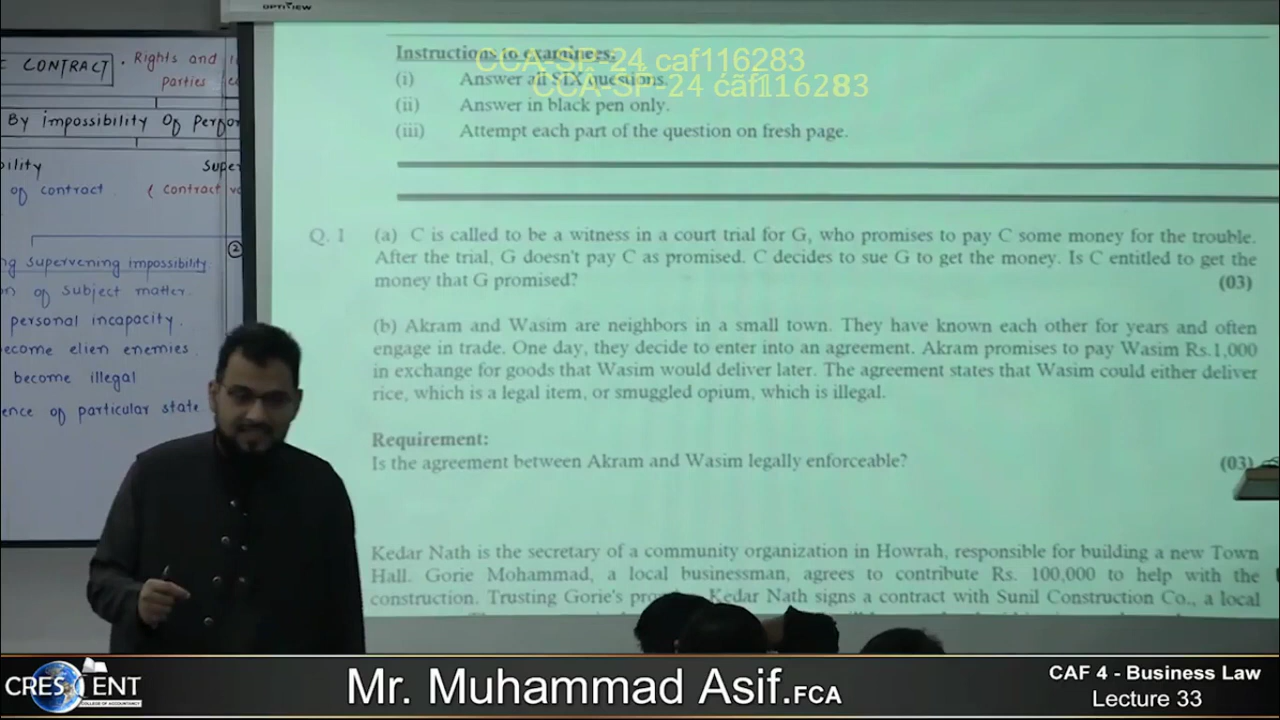 OPTIVIEW
E CONTRACT
• Rights and
parties
By Impossibility Of Perfor
bility
Supe
of contract.
( Contract vo
2
ng supervening impossibility
on of subject matter.
personal incapacity.
ecome elien enemies.
become illegal
ence of particular state
Instructions to examinees:
CCA-SP-24 caf116283
(i) Answer all SIX questions.
CCA-SP-24 caf116283
(ii) Answer in black pen only.
(iii) Attempt each part of the question on fresh page.
Q. 1 (a) C is called to be a witness in a court trial for G, who promises to pay C some money for the trouble.
After the trial, G doesn't pay C as promised. C decides to sue G to get the money. Is C entitled to get the
money that G promised? (03)
(b) Akram and Wasim are neighbors in a small town. They have known each other for years and often
engage in trade. One day, they decide to enter into an agreement. Akram promises to pay Wasim Rs.1,000
in exchange for goods that Wasim would deliver later. The agreement states that Wasim could either deliver
rice, which is a legal item, or smuggled opium, which is illegal.
Requirement:
Is the agreement between Akram and Wasim legally enforceable? (03)
Kedar Nath is the secretary of a community organization in Howrah, responsible for building a new Town
Hall. Gorie Mohammad, a local businessman, agrees to contribute Rs. 100,000 to help with the
construction. Trusting Gorie's Kedar Nath signs a contract with Sunil Construction Co., a local
CRESCENT
COLLEGE OF ACCOUNTANCY
Mr. Muhammad Asif.FCA
CAF 4 - Business Law
Lecture 33